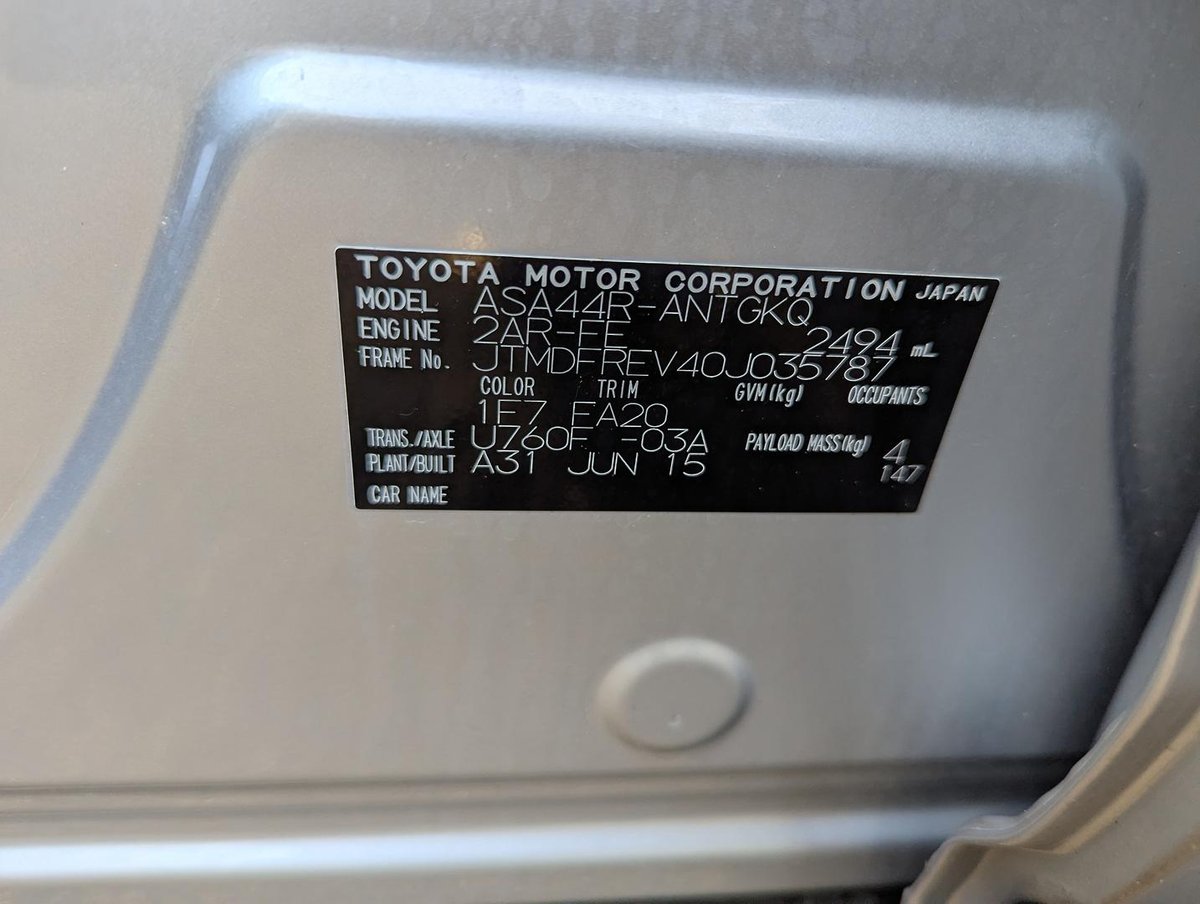 TOYOTA MOTOR CORPORATION JAPAN
MODEL ASA44R-ANTGKQ
ENGINE 2AR-FE 2494 mL
FRAME No. JTMDFREV40J035787
COLOR TRIM GVM(kg) OCCUPANTS
1F7 FA20
TRANS./AXLE U760F -03A PAYLOAD MASS(kg) 4
PLANT/BUILT A31 JUN 15 147
CAR NAME